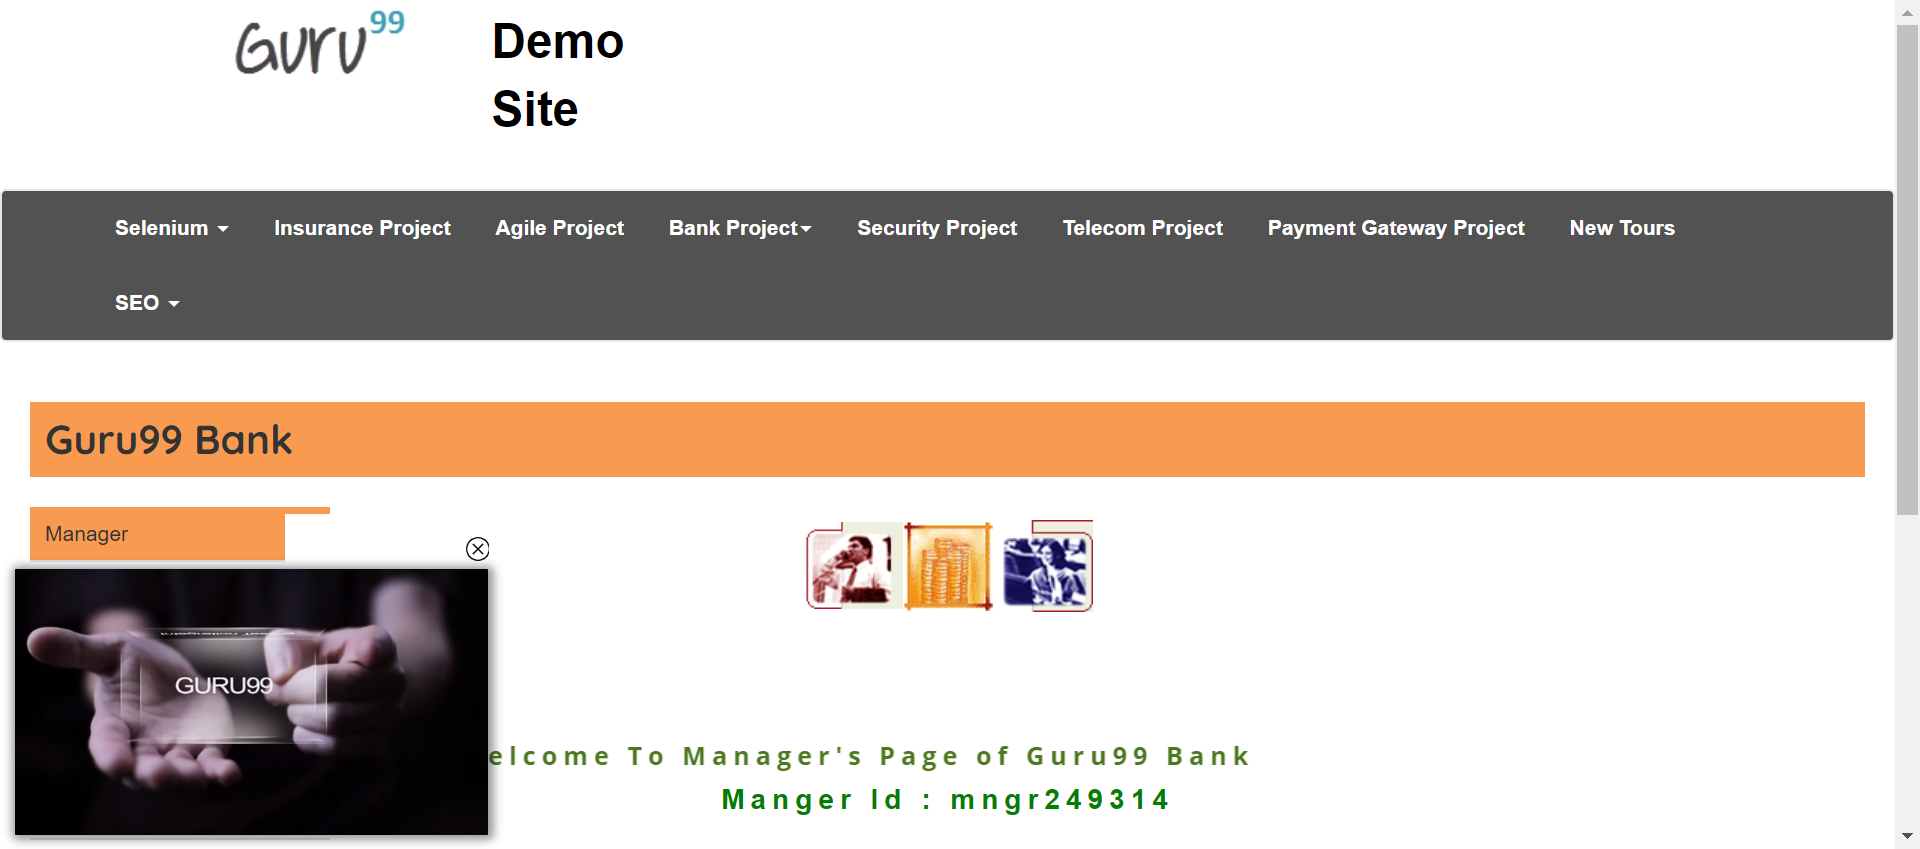 Guru99
Demo
Site
Selenium
Insurance Project
Agile Project
Bank Project
Security Project
Telecom Project
Payment Gateway Project
New Tours
SEO
Guru99 Bank
Manager
GURU99
elcome To Manager's Page of Guru99 Bank
Manger Id : mngr249314